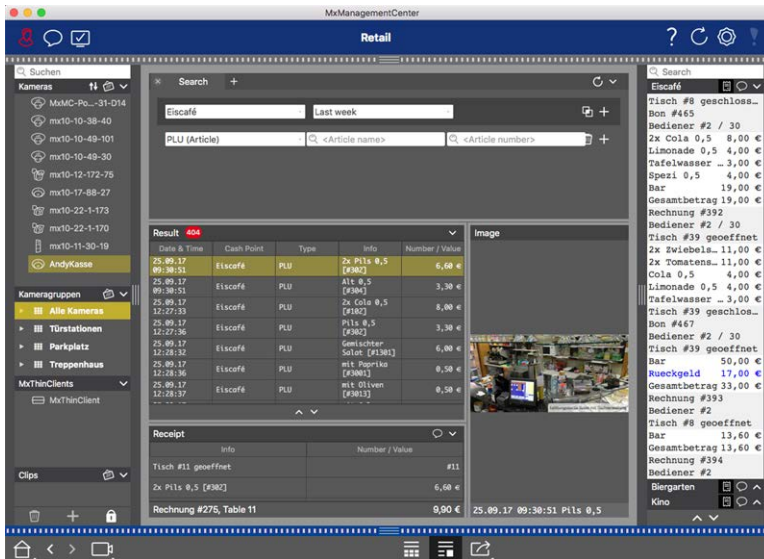 MxManagementCenter
Retail
Suchen
Kameras
MxMC-Po...-31-D14
mx10-10-38-40
mx10-10-49-101
mx10-10-49-30
mx10-12-172-75
mx10-17-88-27
mx10-22-1-173
mx10-22-1-170
mx10-11-30-19
AndyKasse
Kameragruppen
Alle Kameras
Türstationen
Parkplatz
Treppenhaus
MxThinClients
MxThinClient
Clips
Search
Eiscafé Last week
PLU (Article) <Article name> <Article number>
Result 404
Date & Time Cash Point Type Info Number / Value
25.09.17 09:30:51 Eiscafé PLU 2x Pils 0,5 [#302] 6,60 €
25.09.17 09:30:51 Eiscafé PLU Alt 0,5 [#304] 3,30 €
25.09.17 12:27:33 Eiscafé PLU 2x Cola 0,5 [#102] 8,00 €
25.09.17 12:27:36 Eiscafé PLU Pils 0,5 [#302] 3,30 €
25.09.17 12:28:32 Eiscafé PLU Gemischter Salat [#1301] 6,00 €
25.09.17 12:28:36 Eiscafé PLU mit Paprika [#3001] 0,50 €
25.09.17 12:28:37 Eiscafé PLU mit Oliven [#3013] 0,50 €
Receipt
Info Number / Value
Tisch #11 geoeffnet #11
2x Pils 0,5 [#302] 6,60 €
Rechnung #275, Table 11 9,90 €
Image
25.09.17 09:30:51 Pils 0,5
Search
Eiscafé
Tisch #8 geschloss...
Bon #465
Bediener #2 / 30
2x Cola 0,5 8,00 €
Limonade 0,5 4,00 €
Tafelwasser ... 3,00 €
Spezi 0,5 4,00 €
Bar 19,00 €
Gesamtbetrag 19,00 €
Rechnung #392
Bediener #2 / 30
Tisch #39 geoeffnet
2x Zwiebels… 11,00 €
2x Tomatens… 11,00 €
Cola 0,5 4,00 €
Limonade 0,5 4,00 €
Tafelwasser … 3,00 €
Tisch #39 geschlos…
Bon #467
Bediener #2 / 30
Tisch #39 geoeffnet
Bar 50,00 €
Rueckgeld 17,00 €
Gesamtbetrag 33,00 €
Rechnung #393
Bediener #2
Tisch #8 geoeffnet
Bar 13,60 €
Gesamtbetrag 13,60 €
Rechnung #394
Bediener #2
Biergarten
Kino